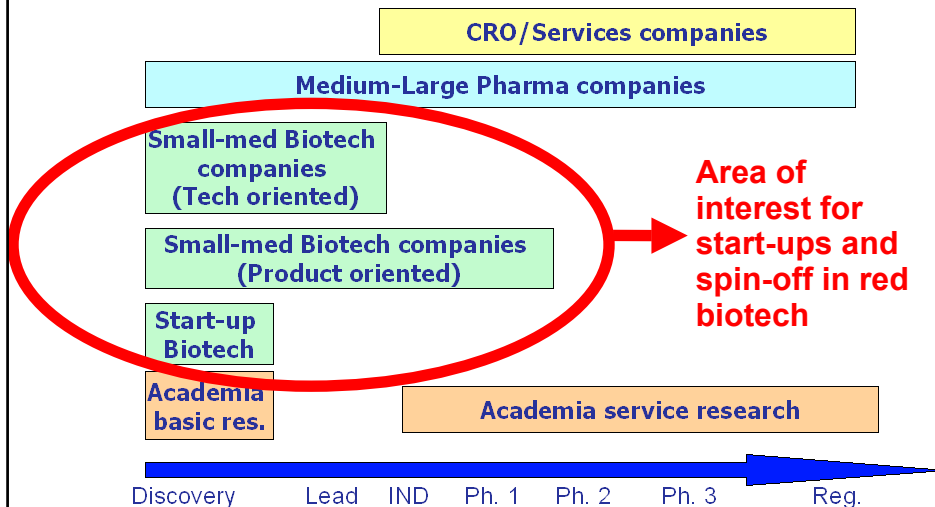 CRO/Services companies
Medium-Large Pharma companies
Small-med Biotech
companies
(Tech oriented)
Area of
interest for
start-ups and
spin-off in red
biotech
Small-med Biotech companies
(Product oriented)
Start-up
Biotech
Academia
basic res.
Academia service research
Discovery Lead IND Ph. 1 Ph. 2 Ph. 3 Reg.